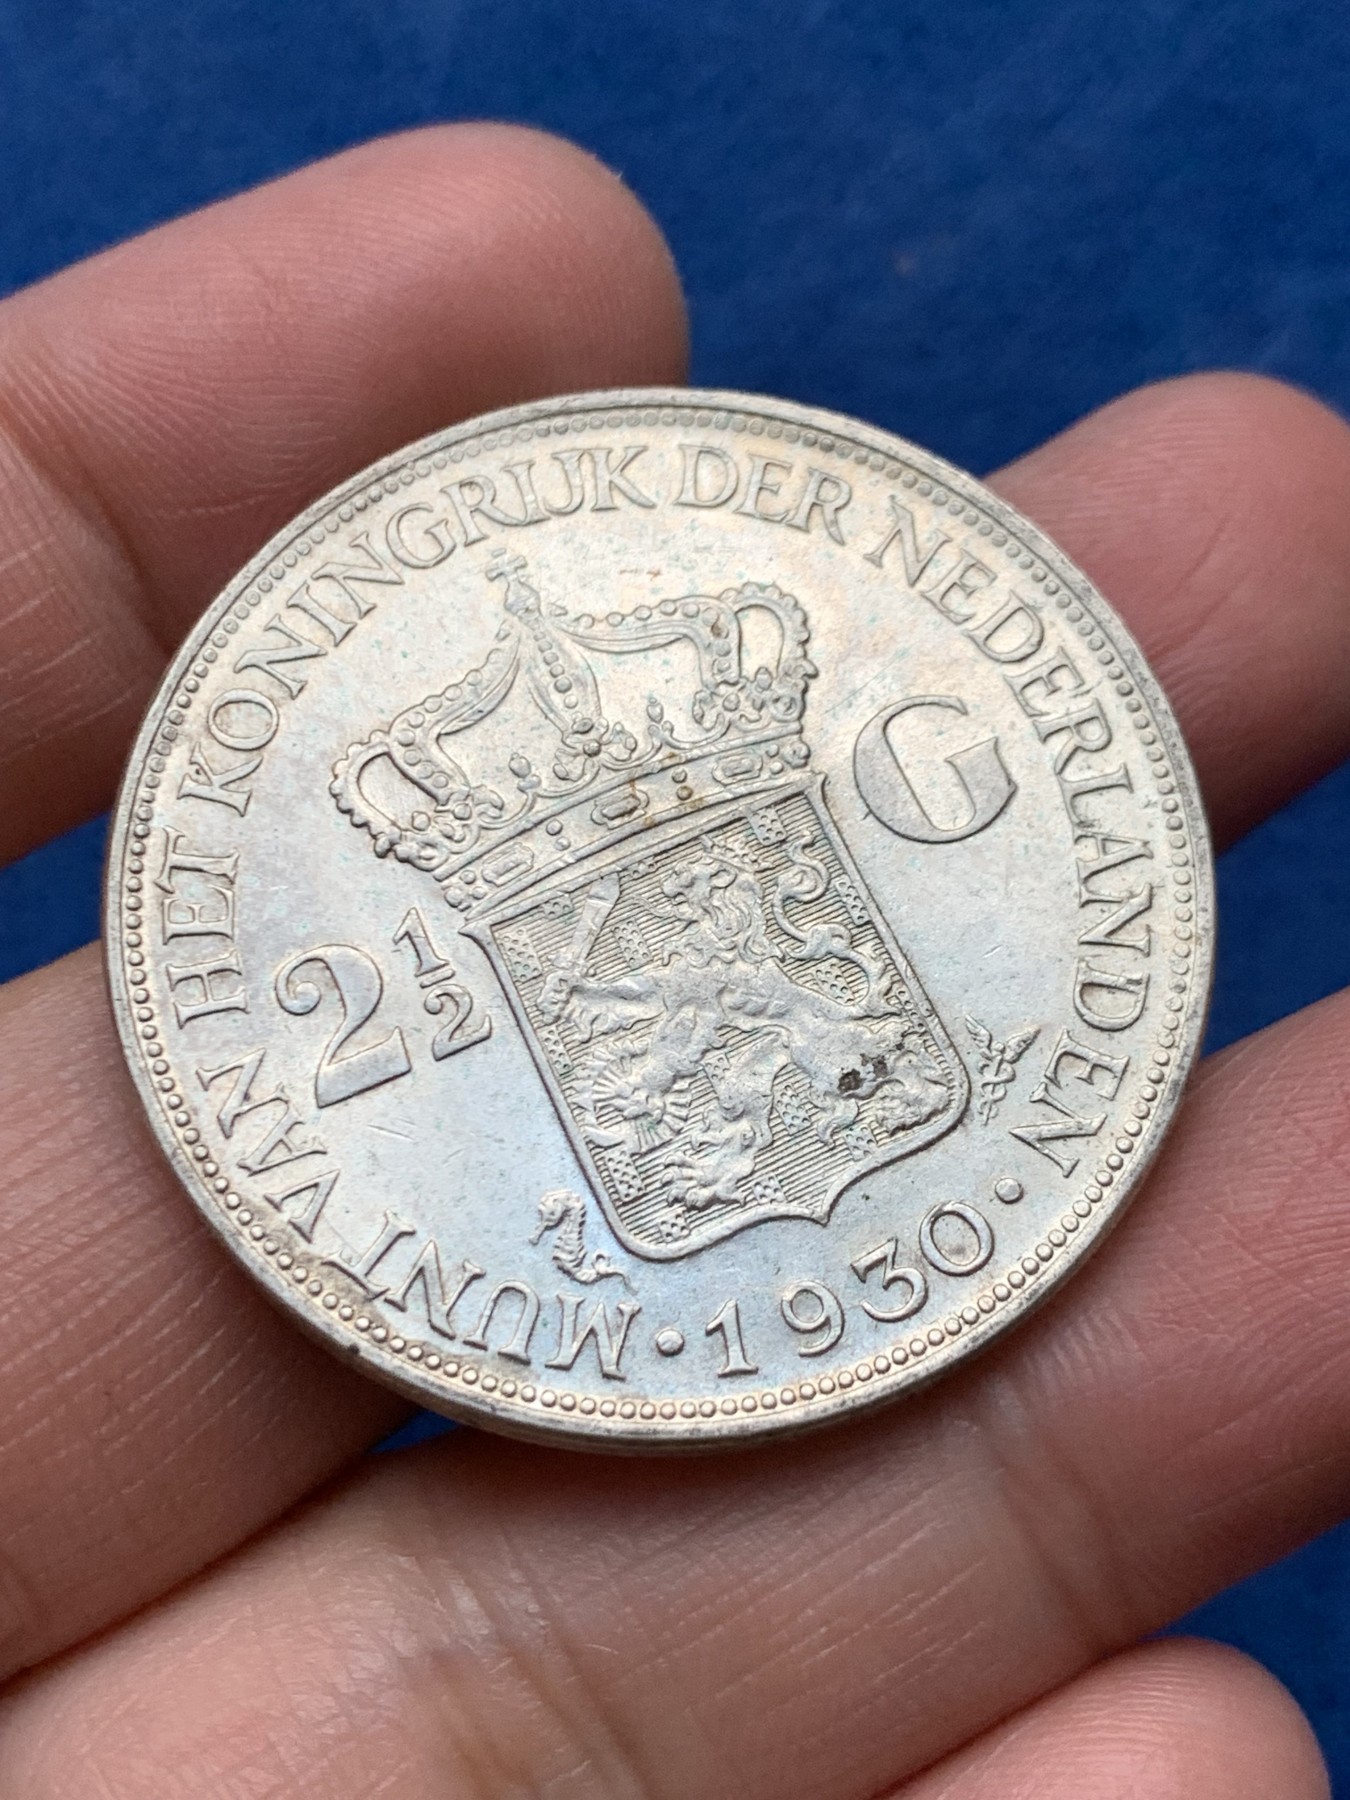 MUNT VAN HET KONINGRIJK DER NEDERLANDEN
2 1/2 G
· 1930 ·